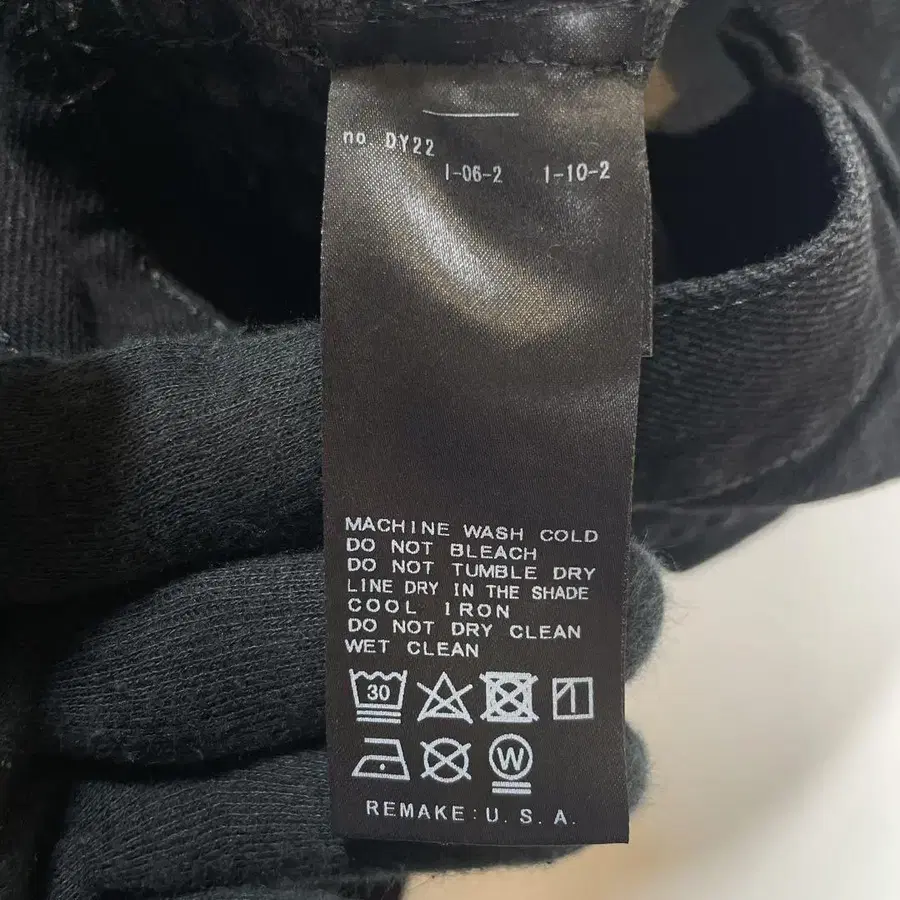 no. DY22
1-06-2 1-10-2
MACHINE WASH COLD
DO NOT BLEACH
DO NOT TUMBLE DRY
LINE DRY IN THE SHADE
COOL IRON
DO NOT DRY CLEAN
WET CLEAN
30
W
REMAKE: U. S. A.